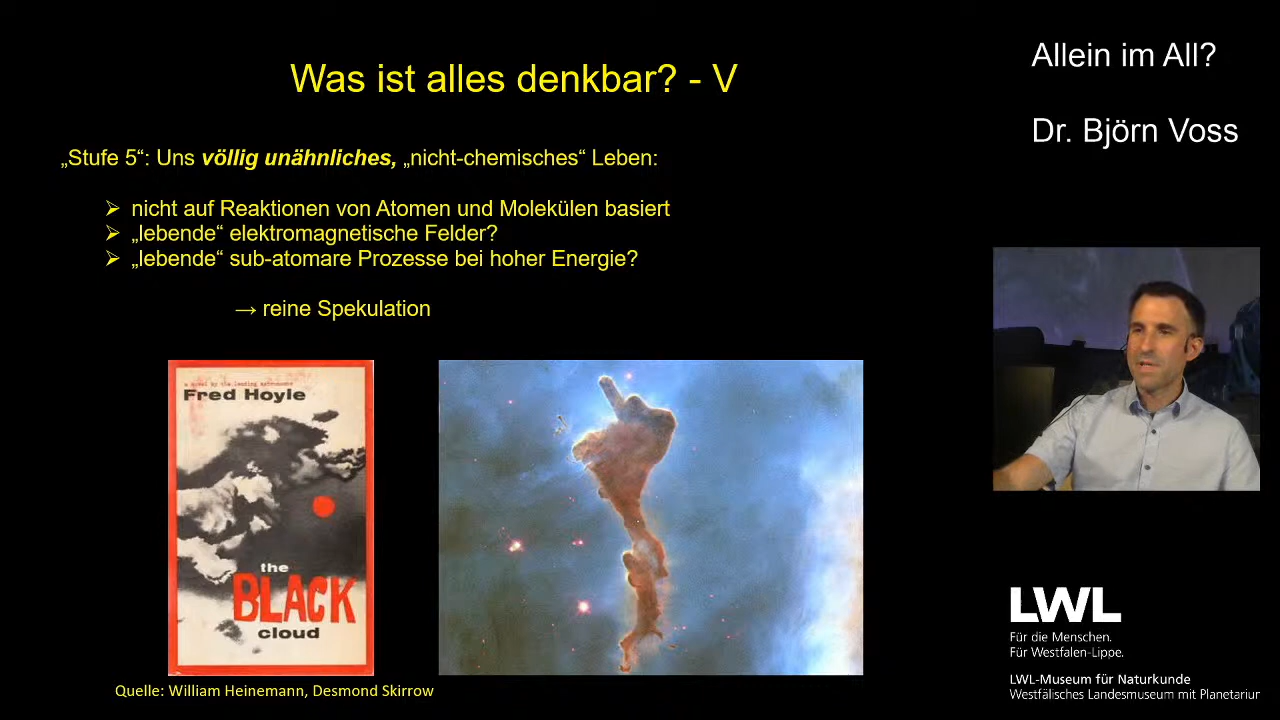 Was ist alles denkbar? - V
„Stufe 5“: Uns völlig unähnliches, „nicht-chemisches“ Leben:
➢ nicht auf Reaktionen von Atomen und Molekülen basiert
➢ „lebende“ elektromagnetische Felder?
➢ „lebende“ sub-atomare Prozesse bei hoher Energie?
→ reine Spekulation
a novel by the leading astronomer
Fred Hoyle
the
BLACK
cloud
Quelle: William Heinemann, Desmond Skirrow
Allein im All?
Dr. Björn Voss
LWL
Für die Menschen.
Für Westfalen-Lippe.
LWL-Museum für Naturkunde
Westfälisches Landesmuseum mit Planetariur